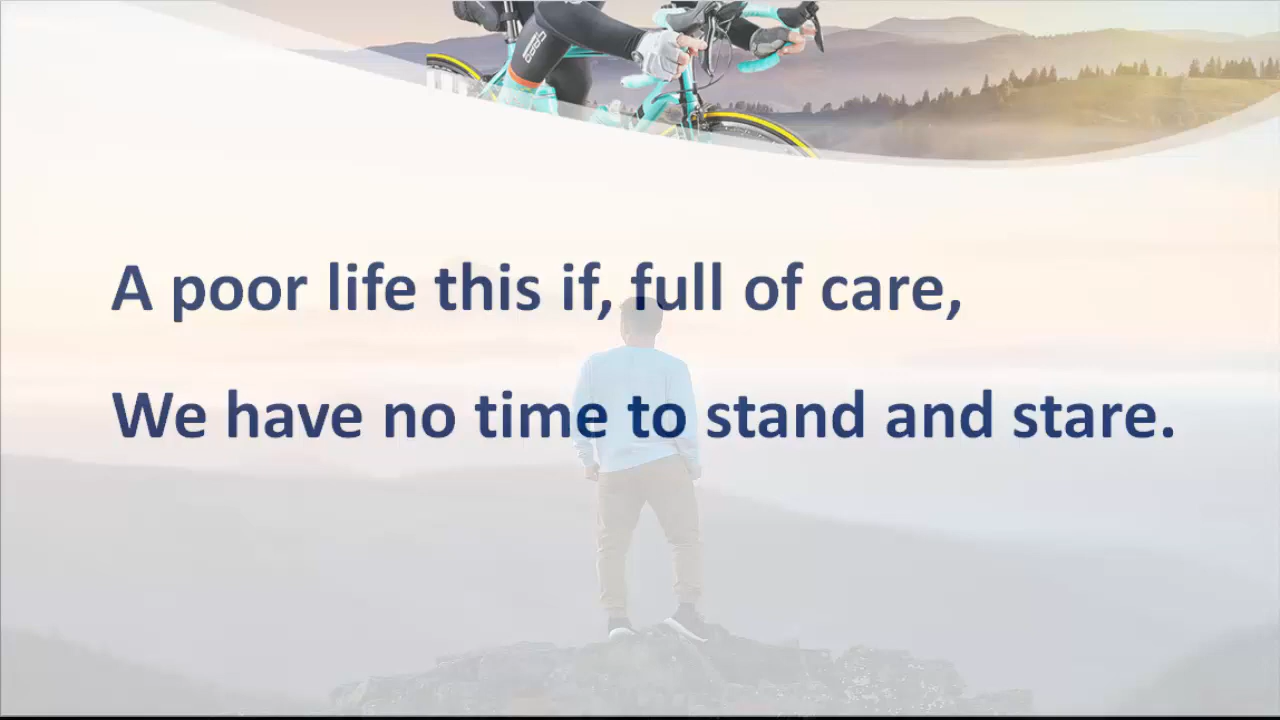 A poor life this if, full of care,
We have no time to stand and stare.